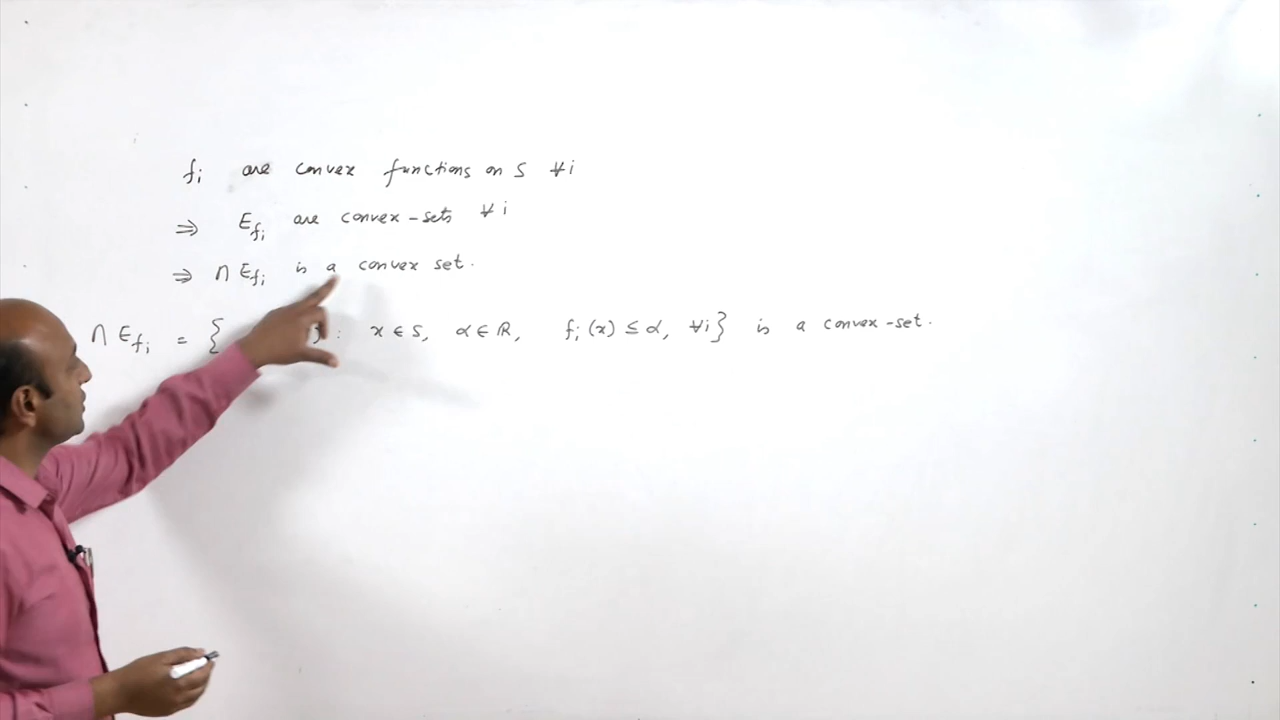 fi are convex functions on S ∀i
⇒ E_fi are convex-sets ∀i
⇒ ∩ E_fi is a convex set.
∩ E_fi = { : x ∈ S, α ∈ R, fi(x) ≤ α, ∀i} is a convex-set.